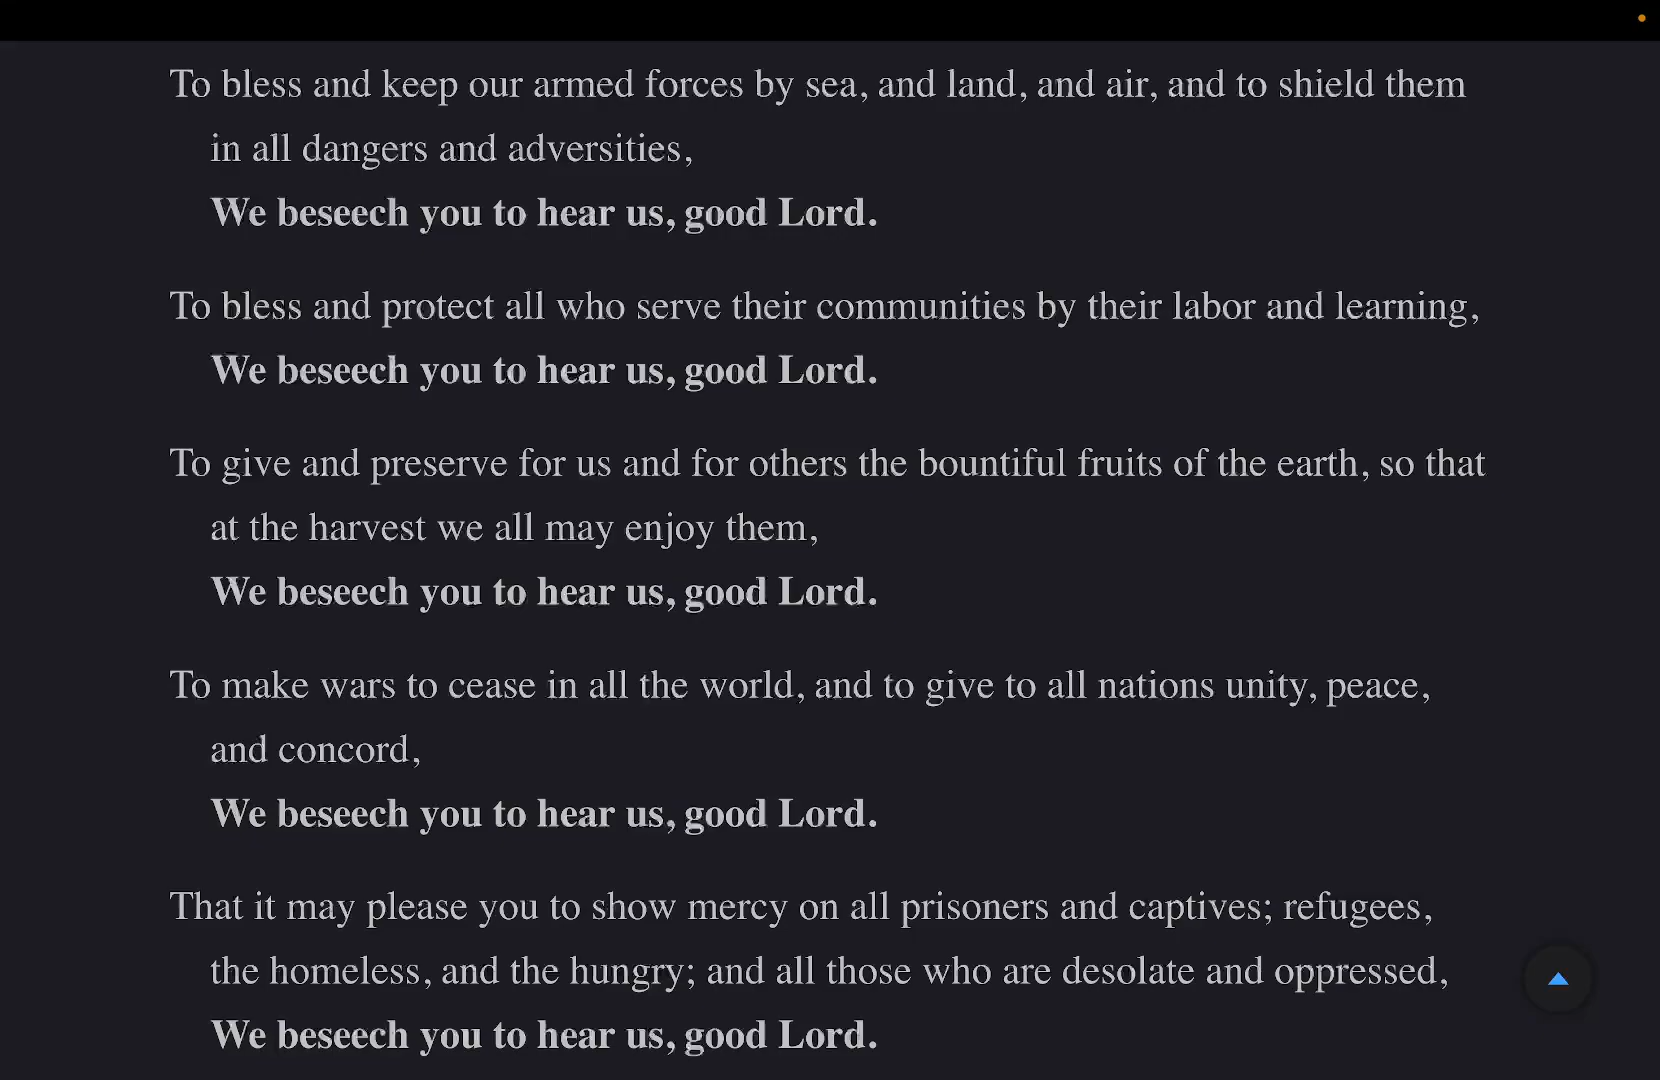 To bless and keep our armed forces by sea, and land, and air, and to shield them
in all dangers and adversities,
We beseech you to hear us, good Lord.
To bless and protect all who serve their communities by their labor and learning,
We beseech you to hear us, good Lord.
To give and preserve for us and for others the bountiful fruits of the earth, so that
at the harvest we all may enjoy them,
We beseech you to hear us, good Lord.
To make wars to cease in all the world, and to give to all nations unity, peace,
and concord,
We beseech you to hear us, good Lord.
That it may please you to show mercy on all prisoners and captives; refugees,
the homeless, and the hungry; and all those who are desolate and oppressed,
We beseech you to hear us, good Lord.